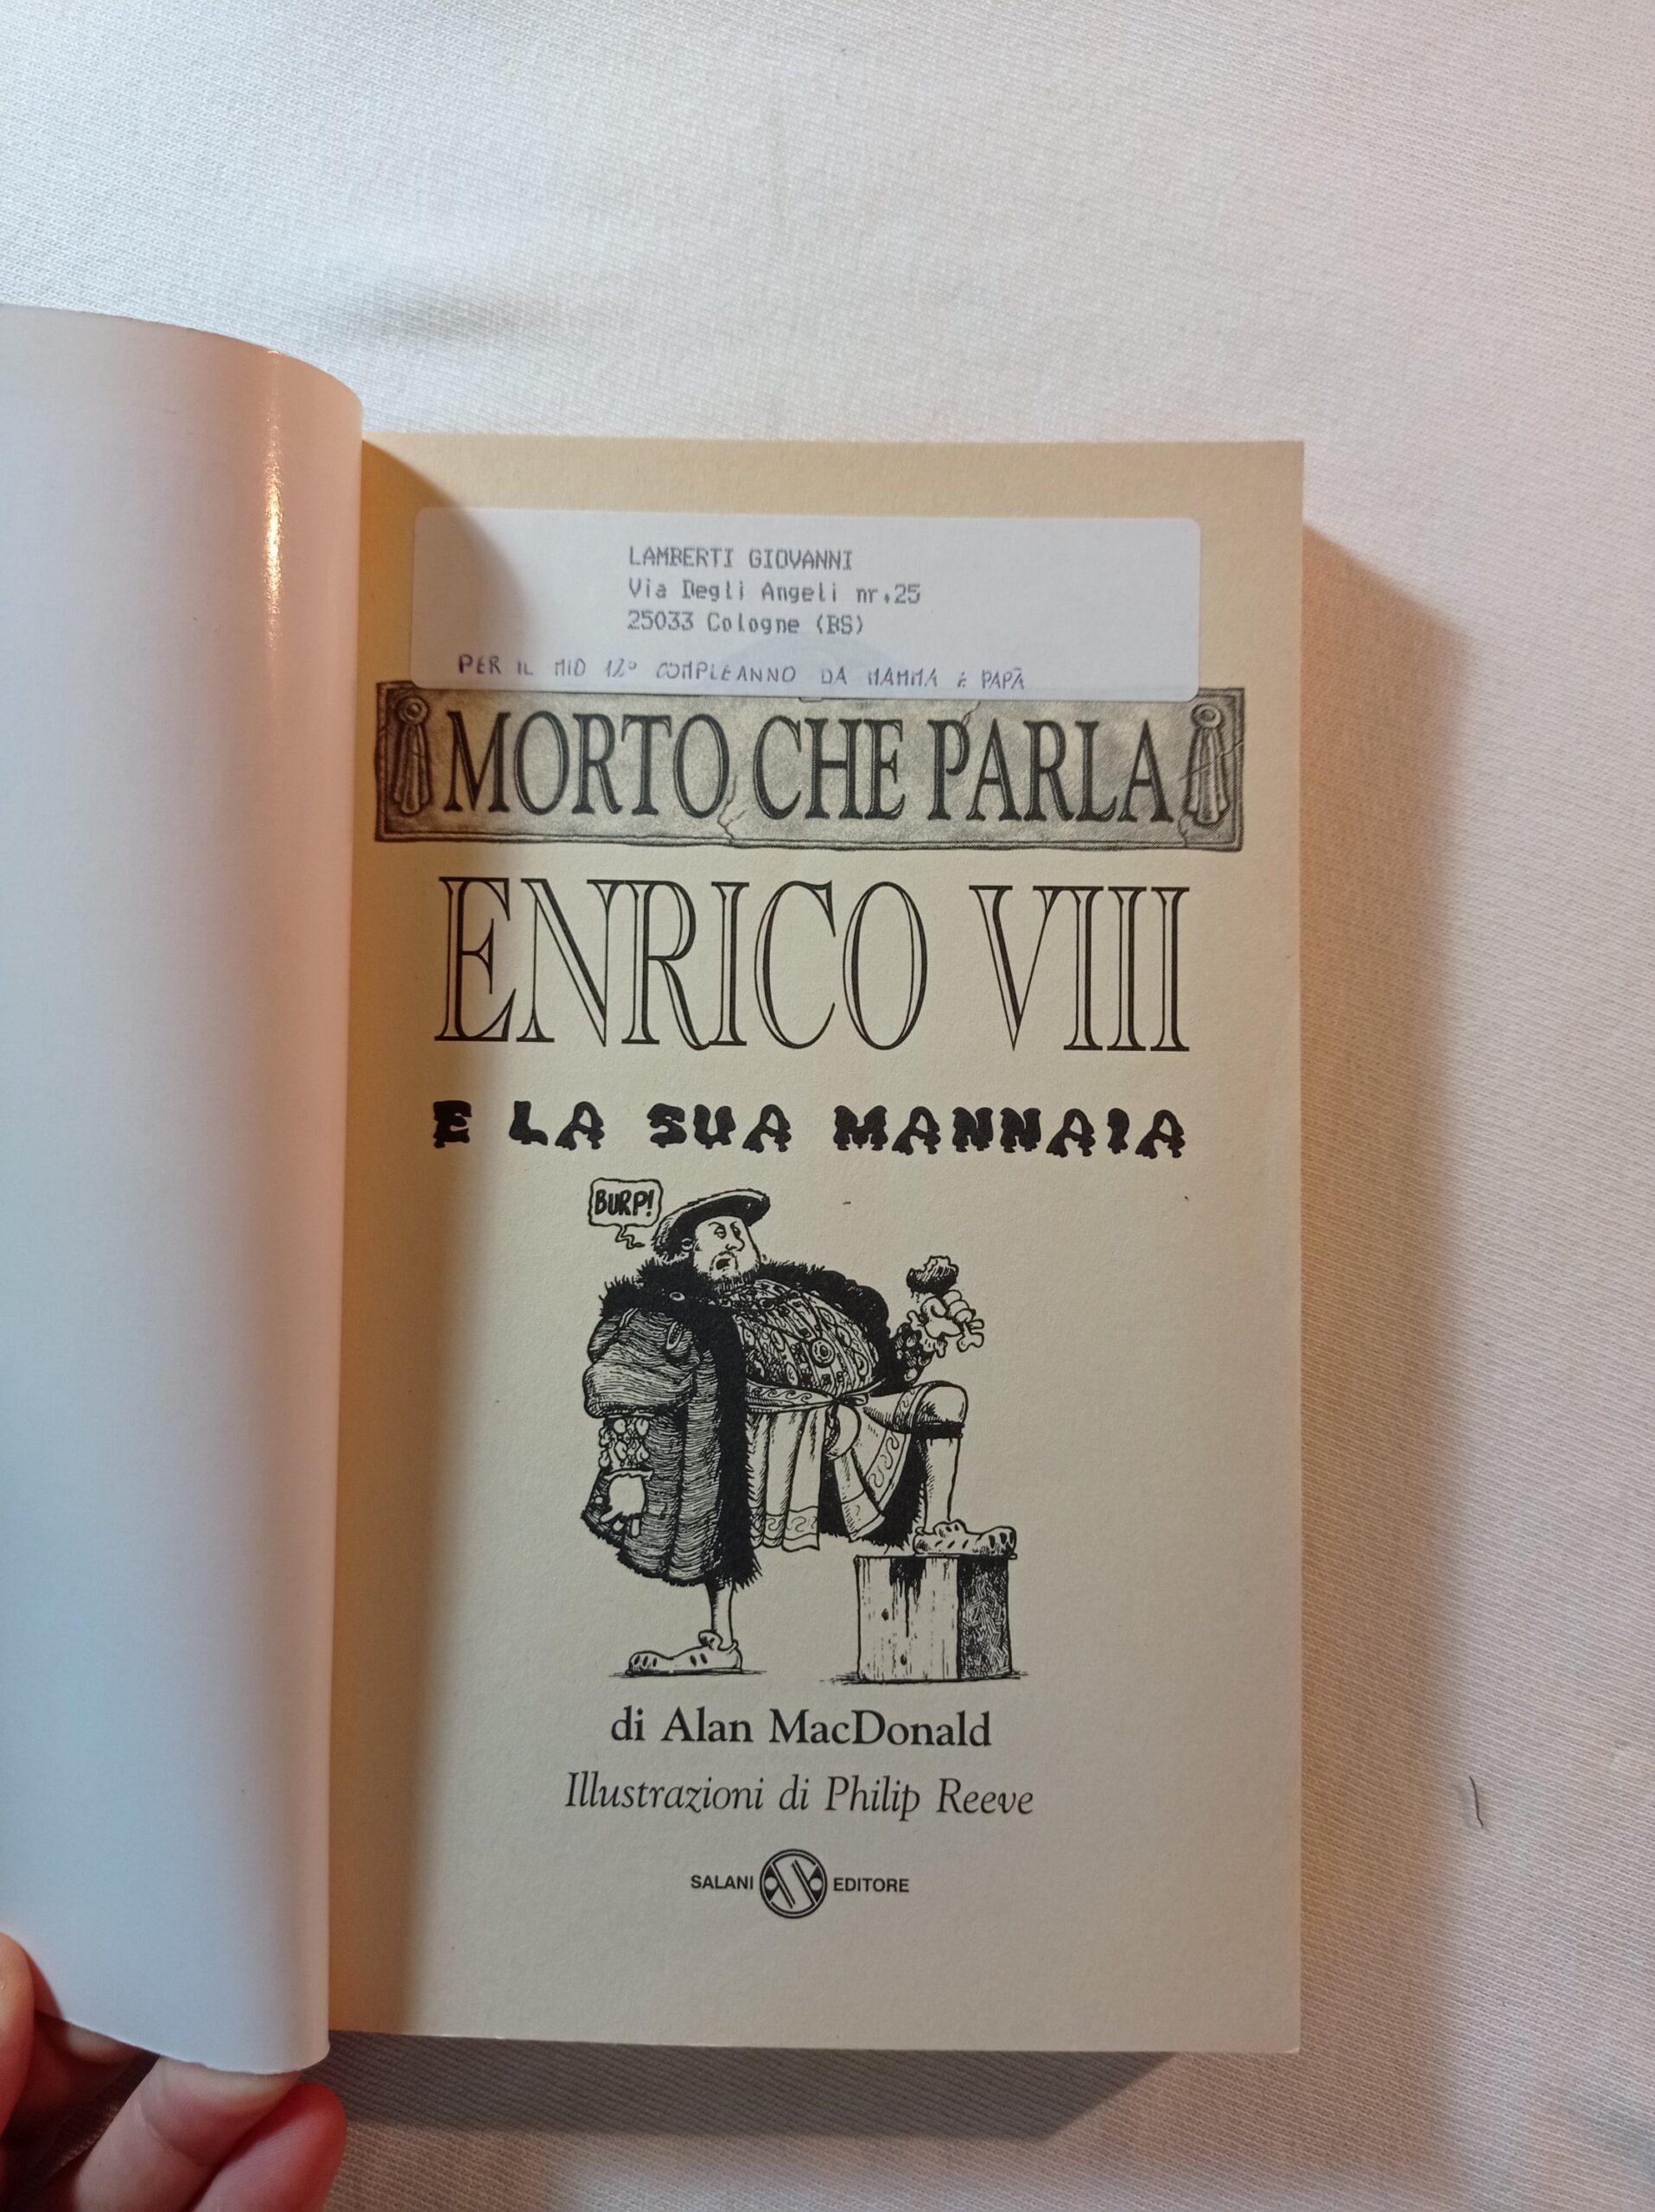 LAMBERTI GIOVANNI
Via Degli Angeli nr.25
25033 Cologne (BS)
PER IL MIO 12° COMPLEANNO DA MAMMA E PAPÀ
MORTO CHE PARLA
ENRICO VIII
E LA SUA MANNAIA
BURP!
di Alan MacDonald
Illustrazioni di Philip Reeve
SALANI EDITORE